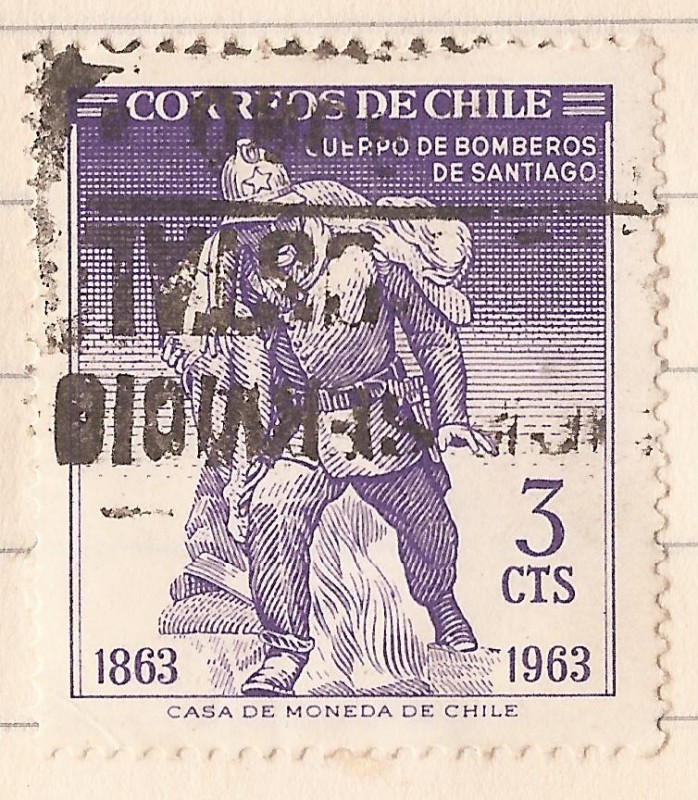 CORREOS DE CHILE
CUERPO DE BOMBEROS
DE SANTIAGO
3
CTS
1863
1963
CASA DE MONEDA DE CHILE